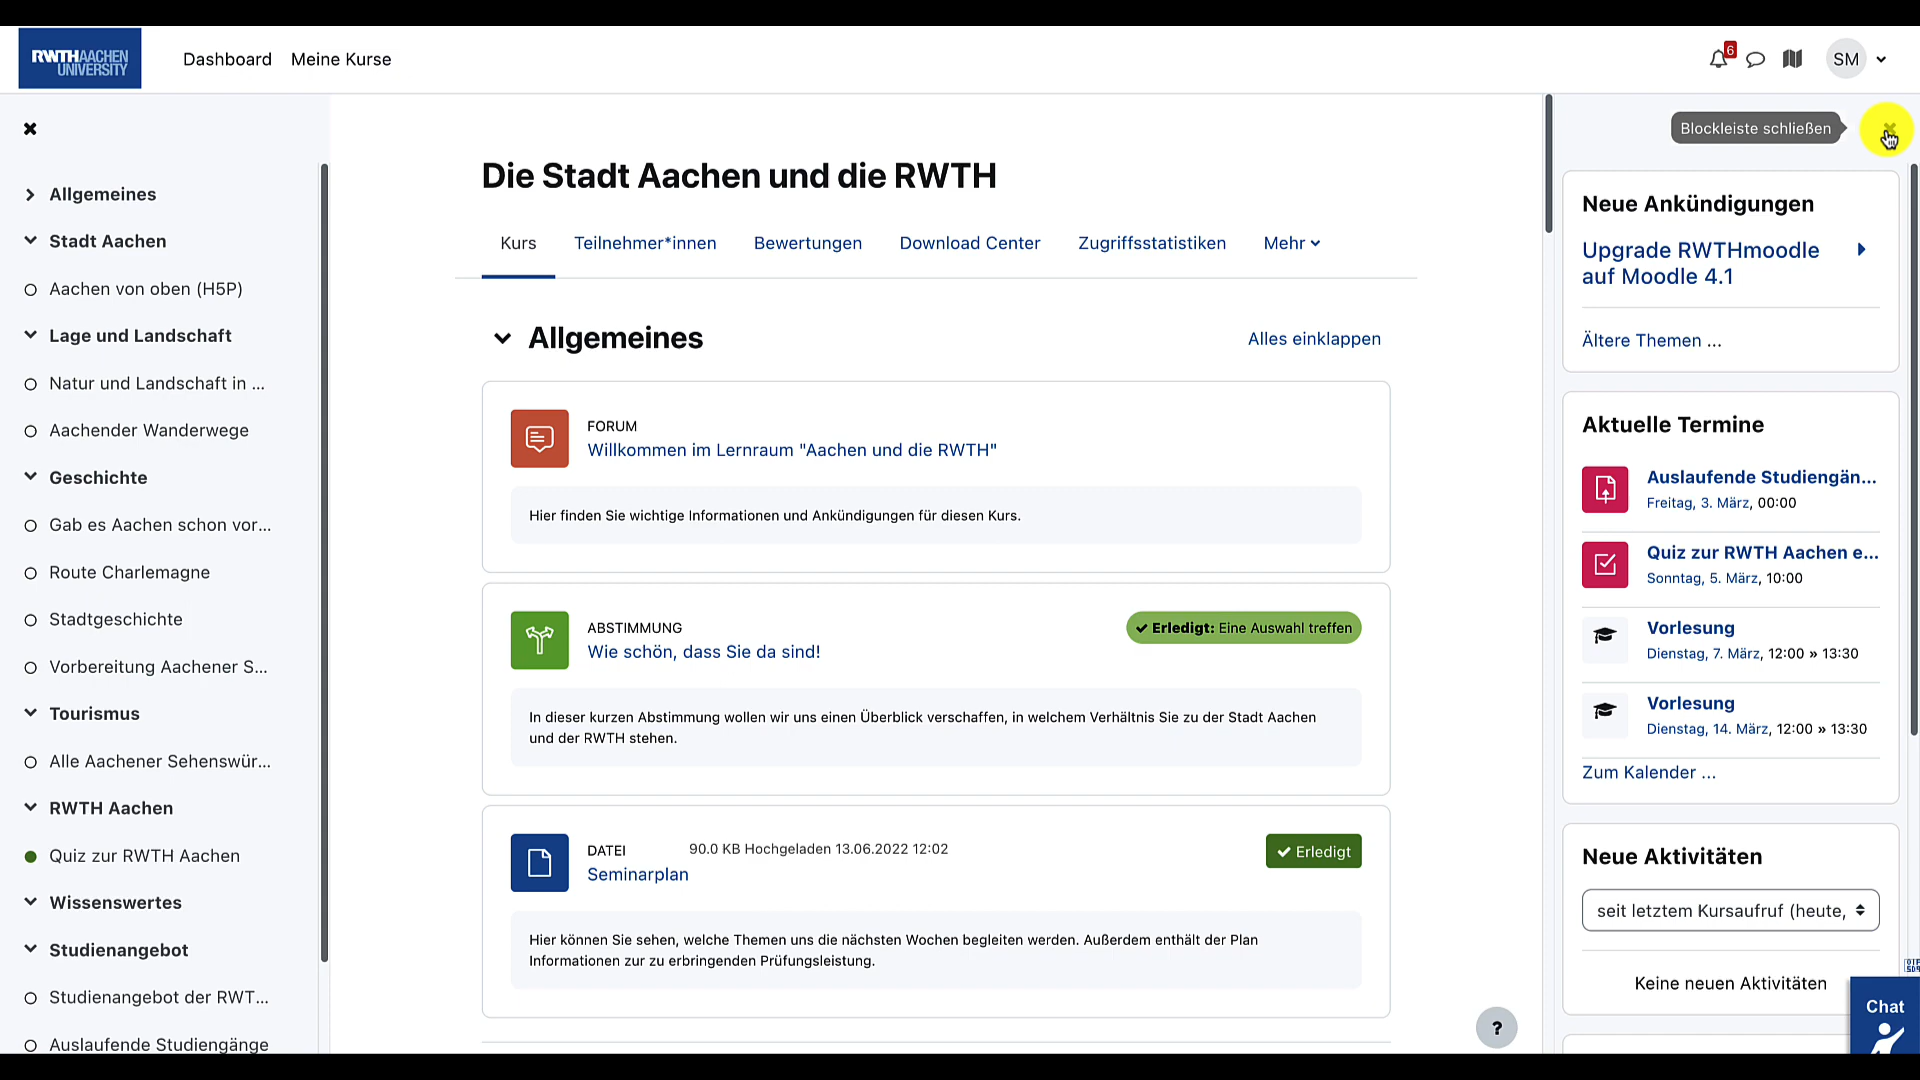 RWTHAACHEN
UNIVERSITY
Dashboard
Meine Kurse
6
SM
Allgemeines
Stadt Aachen
Aachen von oben (H5P)
Lage und Landschaft
Natur und Landschaft in ...
Aachender Wanderwege
Geschichte
Gab es Aachen schon vor...
Route Charlemagne
Stadtgeschichte
Vorbereitung Aachener S...
Tourismus
Alle Aachener Sehenswür...
RWTH Aachen
Quiz zur RWTH Aachen
Wissenswertes
Studienangebot
Studienangebot der RWT...
Auslaufende Studiengänge
Die Stadt Aachen und die RWTH
Kurs
Teilnehmer*innen
Bewertungen
Download Center
Zugriffsstatistiken
Mehr
Allgemeines
Alles einklappen
FORUM
Willkommen im Lernraum "Aachen und die RWTH"
Hier finden Sie wichtige Informationen und Ankündigungen für diesen Kurs.
ABSTIMMUNG
Wie schön, dass Sie da sind!
Erledigt: Eine Auswahl treffen
In dieser kurzen Abstimmung wollen wir uns einen Überblick verschaffen, in welchem Verhältnis Sie zu der Stadt Aachen
und der RWTH stehen.
DATEI
90.0 KB Hochgeladen 13.06.2022 12:02
Seminarplan
Erledigt
Hier können Sie sehen, welche Themen uns die nächsten Wochen begleiten werden. Außerdem enthält der Plan
Informationen zur zu erbringenden Prüfungsleistung.
?
Blockleiste schließen
Neue Ankündigungen
Upgrade RWTHmoodle
auf Moodle 4.1
Ältere Themen ...
Aktuelle Termine
Auslaufende Studiengän...
Freitag, 3. März, 00:00
Quiz zur RWTH Aachen e...
Sonntag, 5. März, 10:00
Vorlesung
Dienstag, 7. März, 12:00 » 13:30
Vorlesung
Dienstag, 14. März, 12:00 » 13:30
Zum Kalender ...
Neue Aktivitäten
seit letztem Kursaufruf (heute,
Keine neuen Aktivitäten
Chat